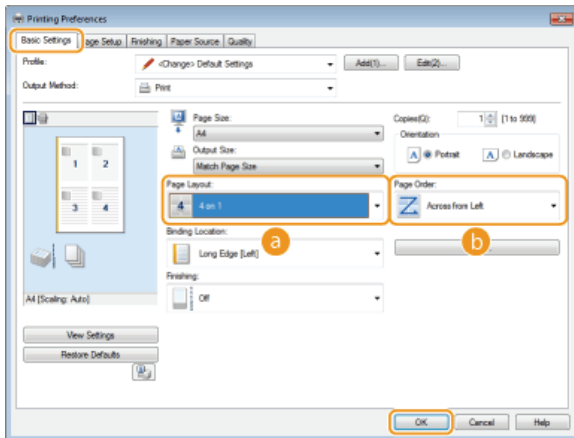 Printing Preferences
Basic Settings Page Setup Finishing Paper Source Quality
Profile: <Change> Default Settings Add(1)... Edit(2)...
Output Method: Print
Page Size: Copies(Q): 1 [1 to 999]
A4 Orientation
Output Size: A Portrait A Landscape
Match Page Size
1 2
Page Layout: Page Order:
4 4 on 1 Across from Left
3 4
a b
Binding Location:
Long Edge [Left]
Finishing:
Off
A4 [Scaling: Auto]
View Settings
Restore Defaults
OK Cancel Help